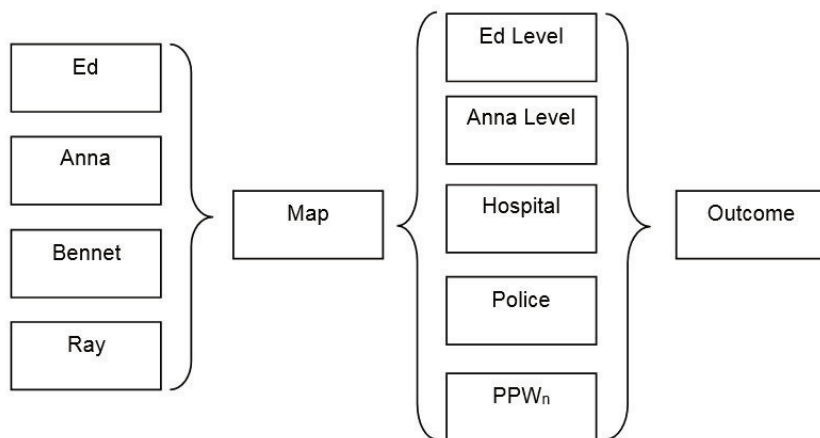 Ed
Anna
Bennet
Ray
Map
Ed Level
Anna Level
Hospital
Police
PPWn
Outcome